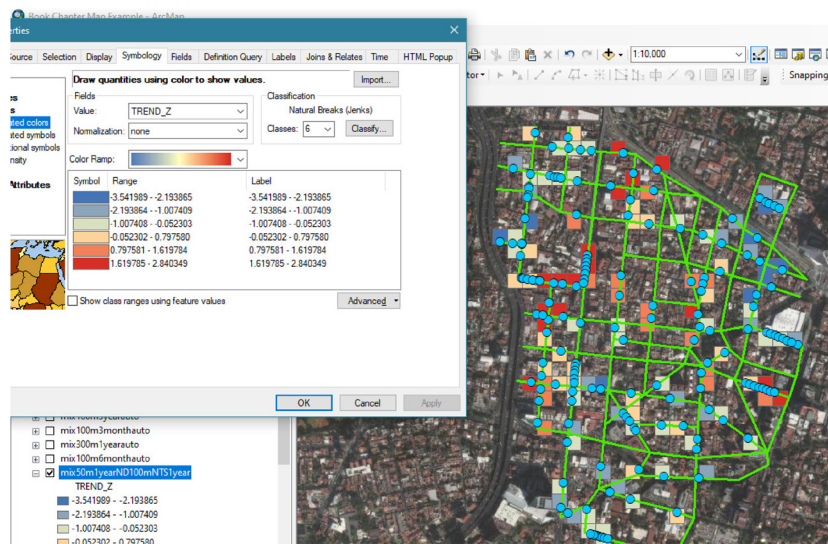 Book Chapter Map Example - ArcMap
erties
ource Selection Display Symbology Fields Definition Query Labels Joins & Relates Time HTML Popup
1:10,000
tor
Snapping
Draw quantities using color to show values.
Import...
es
s
ated colors
ated symbols
tional symbols
nsity
Attributes
Fields
Value: TREND_Z
Normalization: none
Classification
Natural Breaks (Jenks)
Classes: 6 Classify...
Color Ramp:
Symbol Range Label
-3.541989 - -2.193865 -3.541989 - -2.193865
-2.193864 - -1.007409 -2.193864 - -1.007409
-1.007408 - -0.052303 -1.007408 - -0.052303
-0.052302 - 0.797580 -0.052302 - 0.797580
0.797581 - 1.619784 0.797581 - 1.619784
1.619785 - 2.840349 1.619785 - 2.840349
Show class ranges using feature values
Advanced
OK Cancel Apply
mix100m3monthauto
mix300m1yearauto
mix100m6monthauto
mix50m1yearND100mNTS1year
TREND_Z
-3.541989 - -2.193865
-2.193864 - -1.007409
-1.007408 - -0.052303
-0.052302 - 0.797580